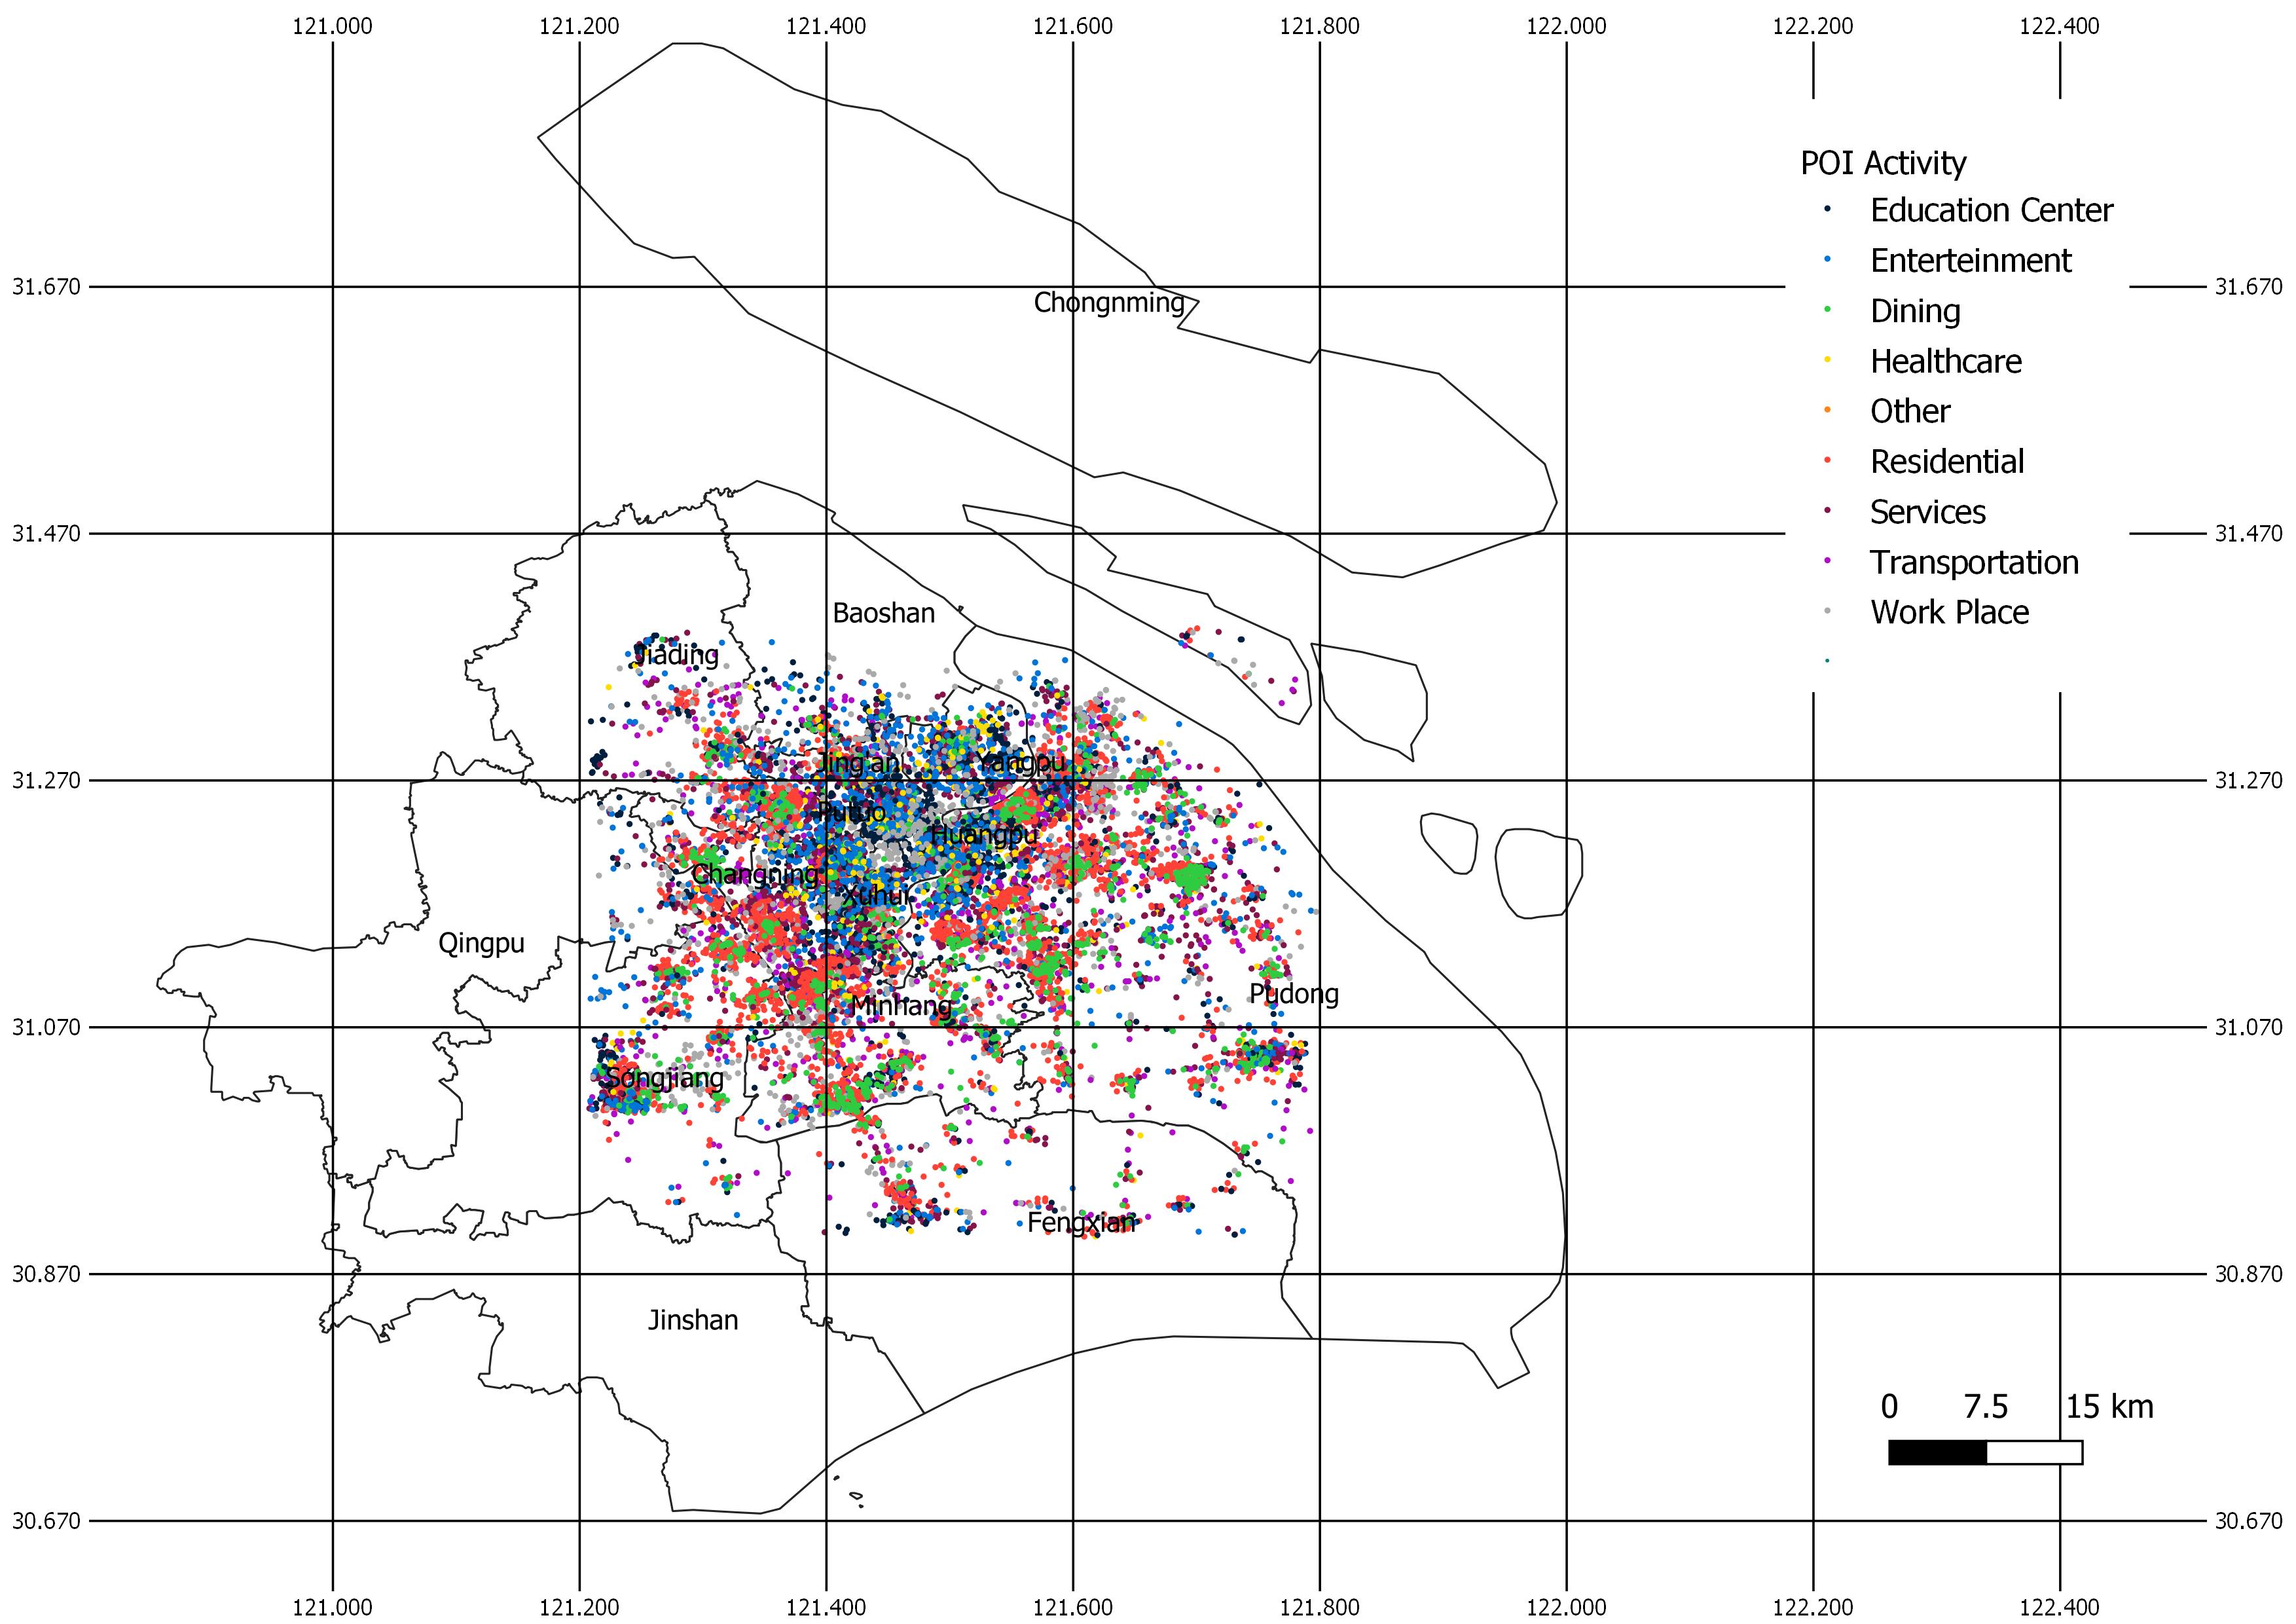 121.000 121.200 121.400 121.600 121.800 122.000 122.200 122.400
POI Activity
Education Center
Enterteinment
31.670 31.670
Chongnming
Dining
Healthcare
Other
Residential
Services
31.470 31.470
Transportation
Baoshan
Work Place
Jiading
Jing'an
Yangpu
31.270 31.270
Putuo
Huangpu
Changning
Xuhui
Qingpu
Pudong
Minhang
31.070 31.070
Songjiang
Fengxian
30.870 30.870
Jinshan
0 7.5 15 km
30.670 30.670
121.000 121.200 121.400 121.600 121.800 122.000 122.200 122.400